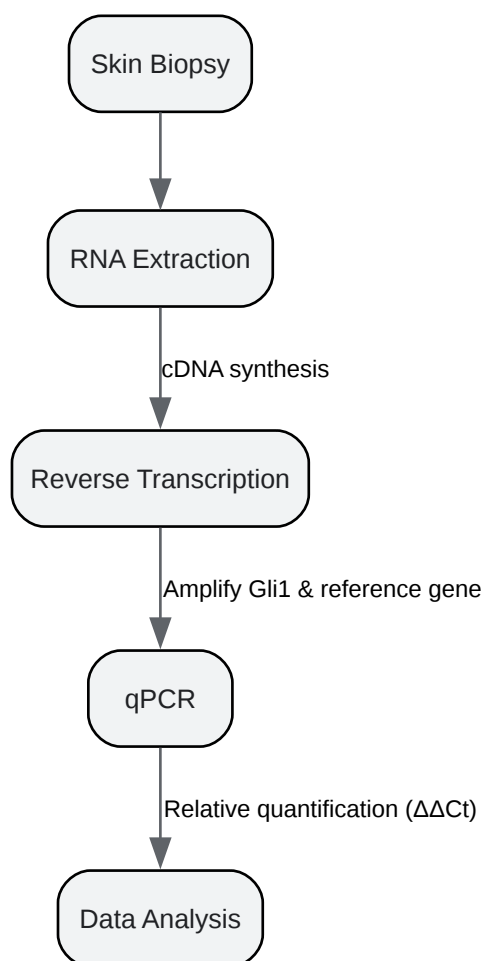 Skin Biopsy
RNA Extraction
cDNA synthesis
Reverse Transcription
Amplify Gli1 & reference gene
qPCR
Relative quantification (ΔΔCt)
Data Analysis